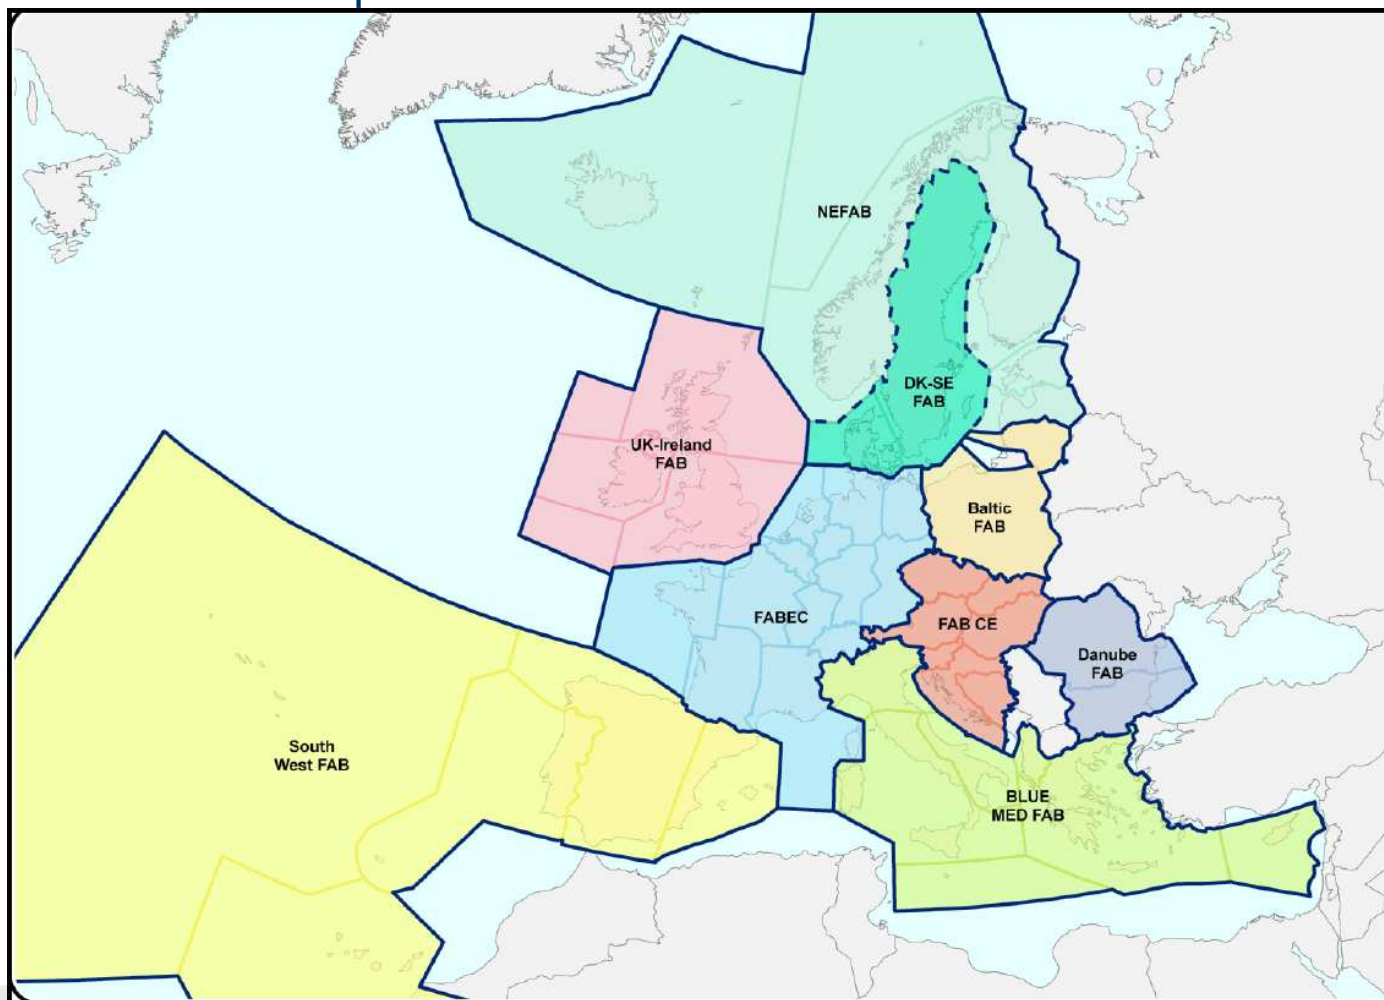 NEFAB
DK-SE
FAB
UK-Ireland
FAB
Baltic
FAB
FABEC
FAB CE
Danube
FAB
South
West FAB
BLUE
MED FAB